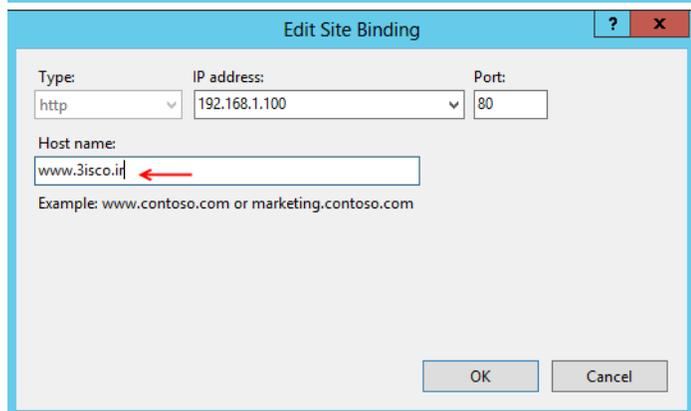 Edit Site Binding
? x
Type: IP address: Port:
http 192.168.1.100 80
Host name:
www.3isco.ir
Example: www.contoso.com or marketing.contoso.com
OK Cancel